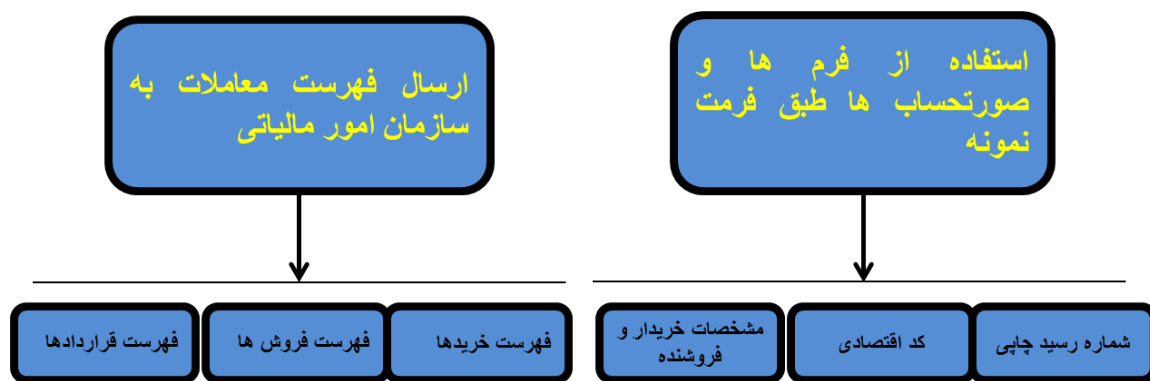 استفاده از فرم ها و
صورتحساب ها طبق فرمت
نمونه
ارسال فهرست معاملات به
سازمان امور مالیاتی
شماره رسید چاپی
کد اقتصادی
مشخصات خریدار و
فروشنده
فهرست خریدها
فهرست فروش ها
فهرست قراردادها